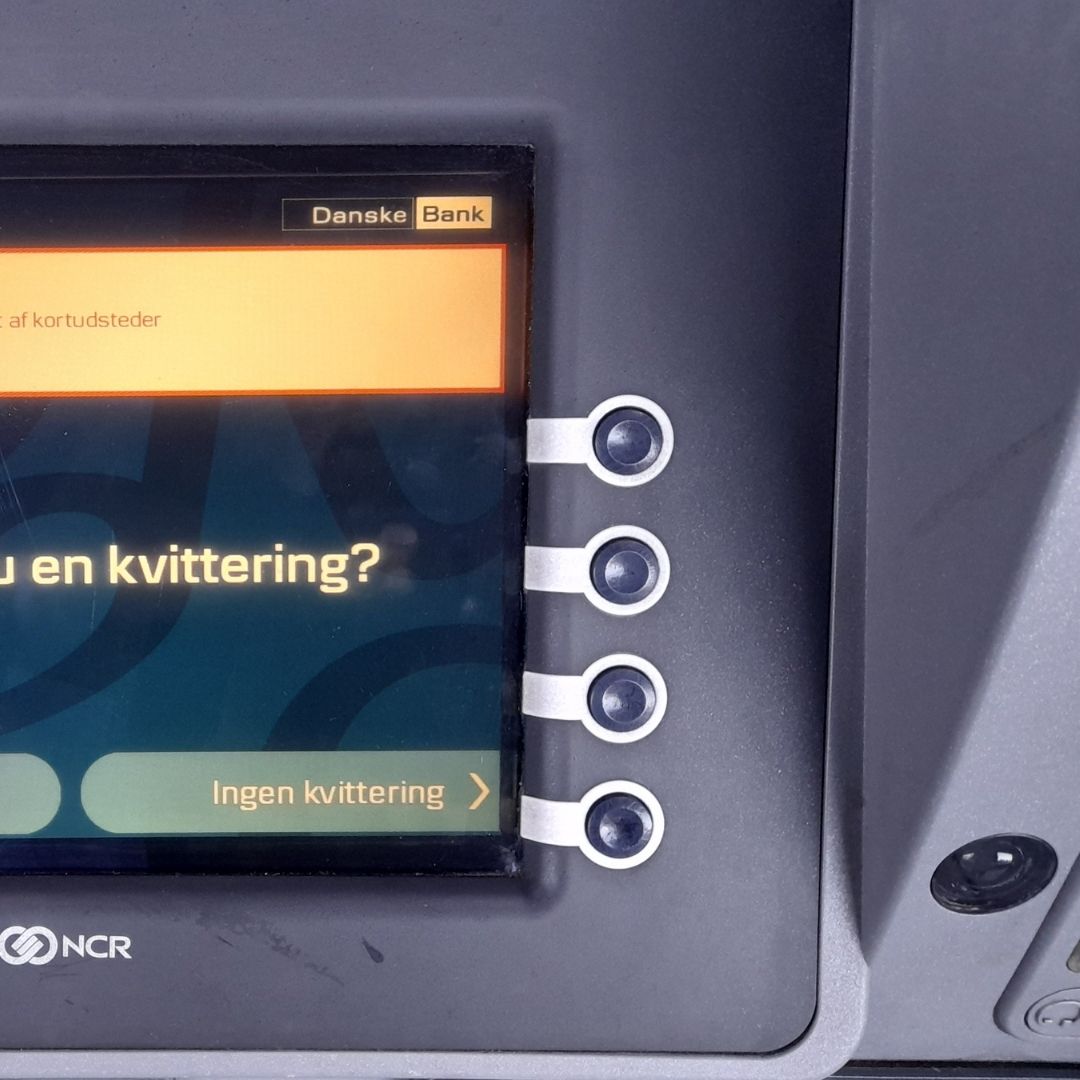 Danske Bank
af kortudsteder
u en kvittering?
Ingen kvittering
NCR